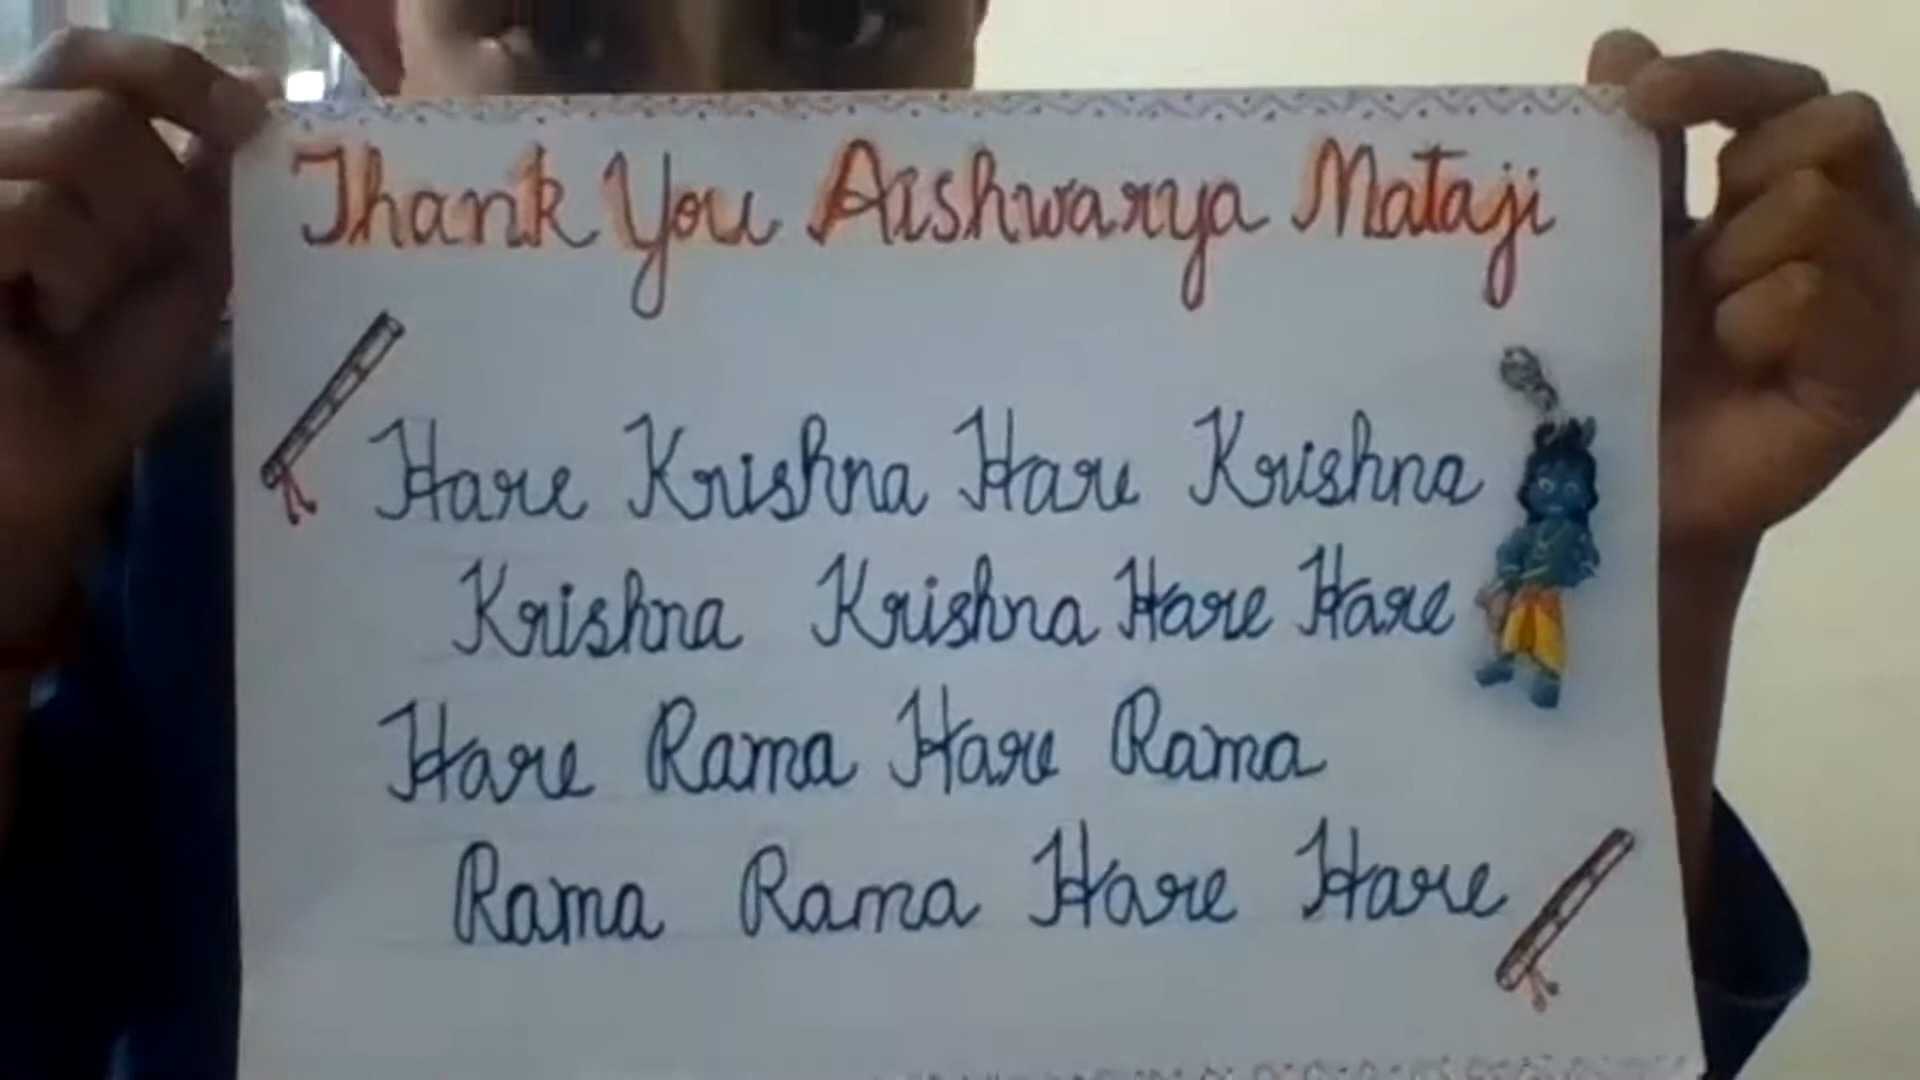 Thank You Aishwarya Mataji
Hare Krishna Hare Krishna
Krishna Krishna Hare Hare
Hare Rama Hare Rama
Rama Rama Hare Hare